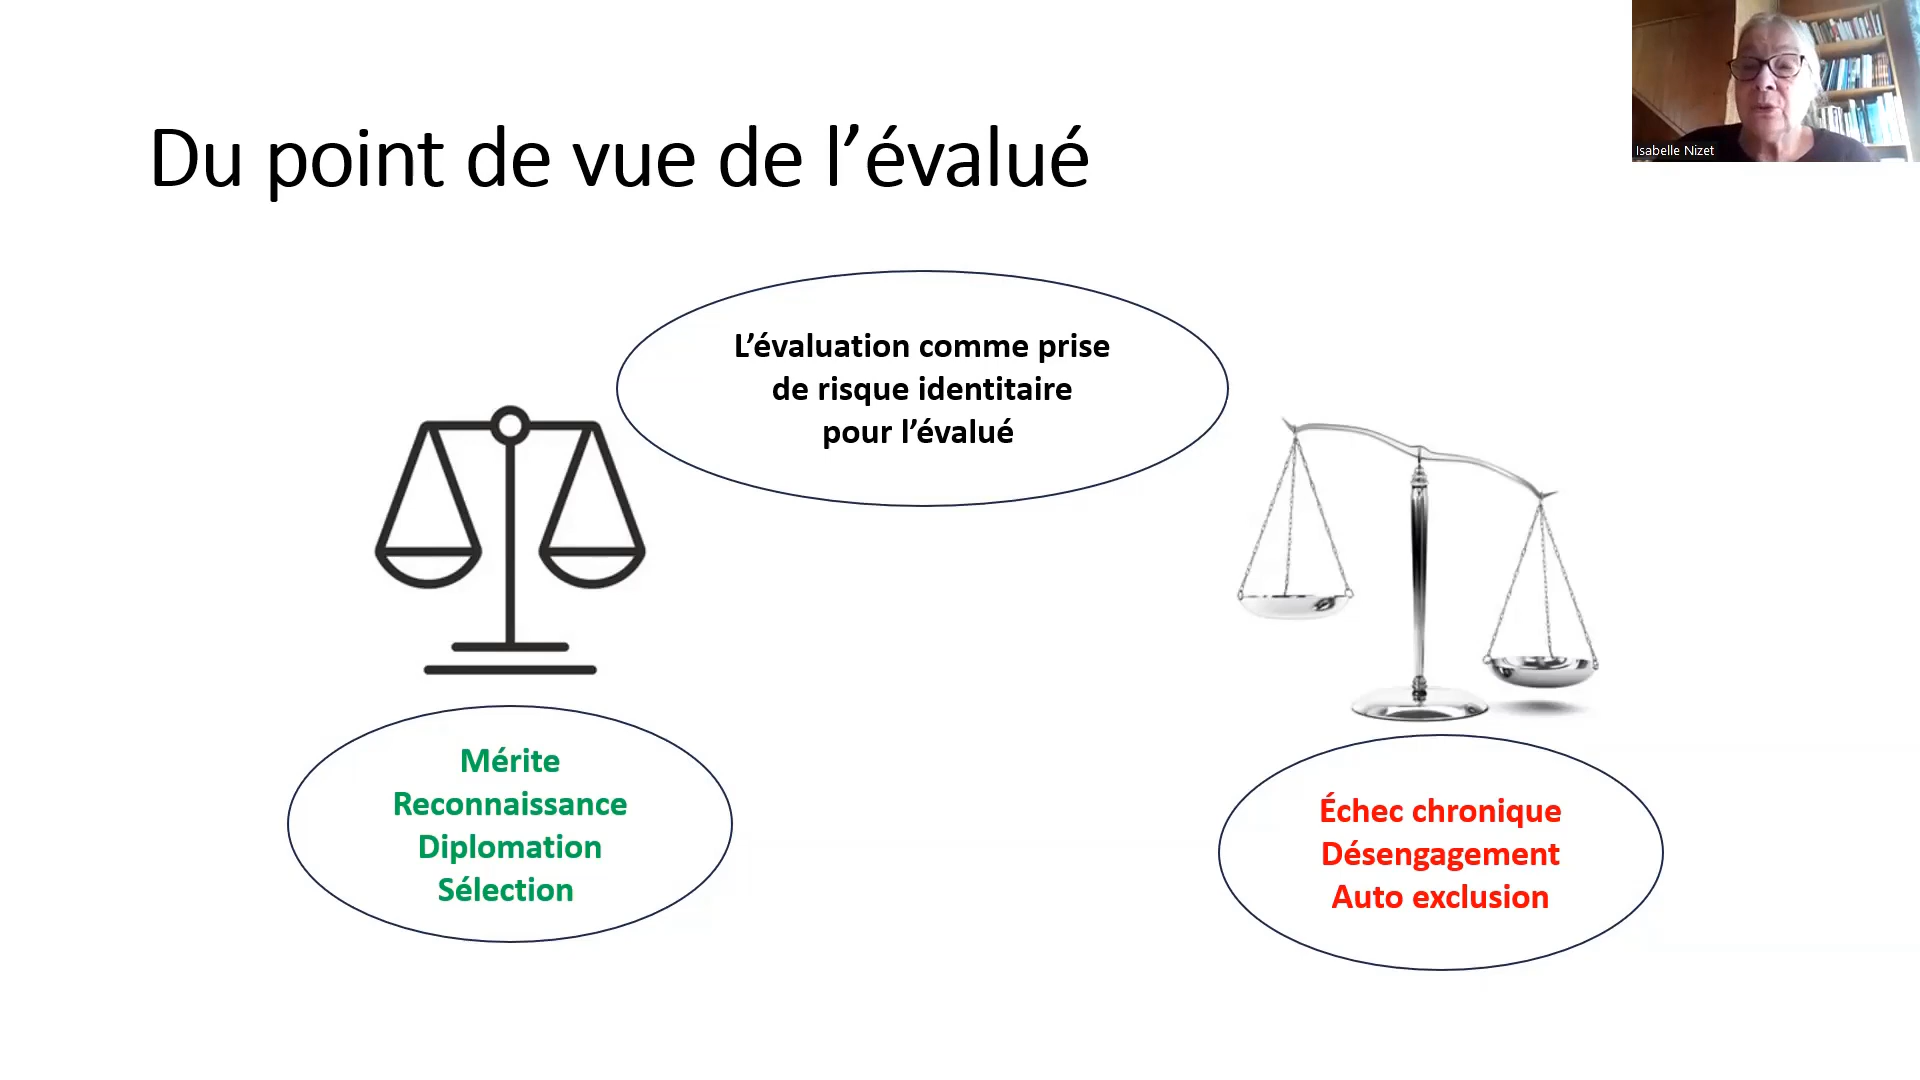 Du point de vue de l’évalué
Isabelle Nizet
L’évaluation comme prise
de risque identitaire
pour l’évalué
Mérite
Reconnaissance
Diplomation
Sélection
Échec chronique
Désengagement
Auto exclusion